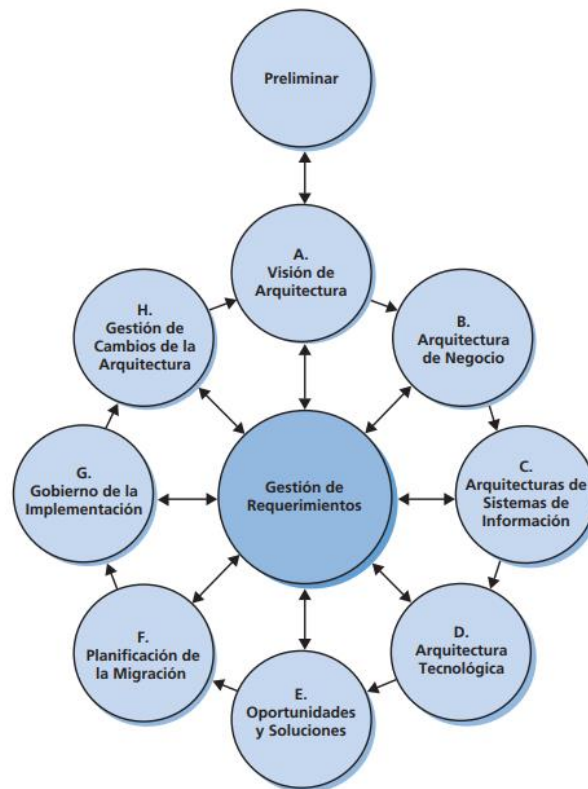 Preliminar
A.
Visión de
Arquitectura
B.
Arquitectura
de Negocio
C.
Arquitecturas de
Sistemas de
Información
D.
Arquitectura
Tecnológica
E.
Oportunidades
y Soluciones
F.
Planificación de
la Migración
G.
Gobierno de la
Implementación
H.
Gestión de
Cambios de la
Arquitectura
Gestión de
Requerimientos